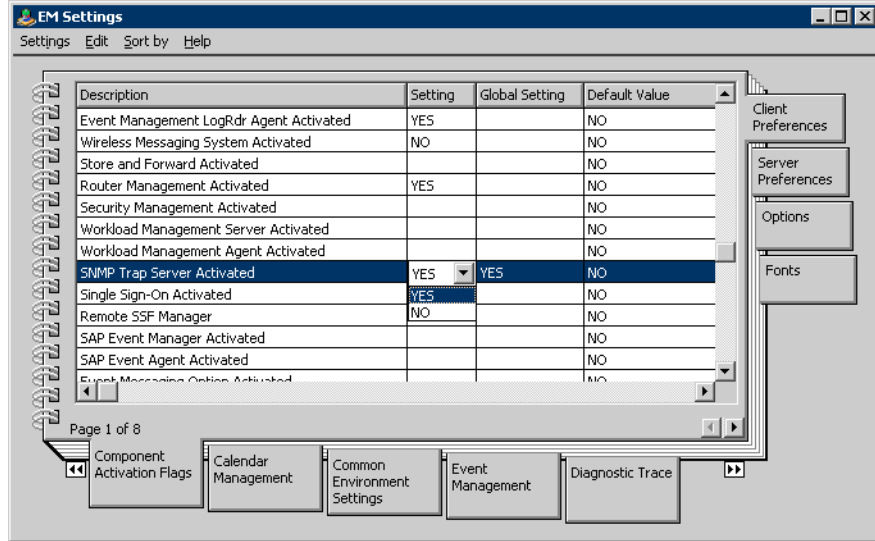 EM Settings
Settings Edit Sort by Help
Description Setting Global Setting Default Value
Event Management LogRdr Agent Activated YES NO
Wireless Messaging System Activated NO NO
Store and Forward Activated NO
Router Management Activated YES NO
Security Management Activated NO
Workload Management Server Activated NO
Workload Management Agent Activated NO
SNMP Trap Server Activated YES YES NO
Single Sign-On Activated YES NO
Remote SSF Manager NO NO
SAP Event Manager Activated NO
SAP Event Agent Activated NO
Event Messaging Option Activated NO
Page 1 of 8
Client
Preferences
Server
Preferences
Options
Fonts
Component
Activation Flags
Calendar
Management
Common
Environment
Settings
Event
Management
Diagnostic Trace